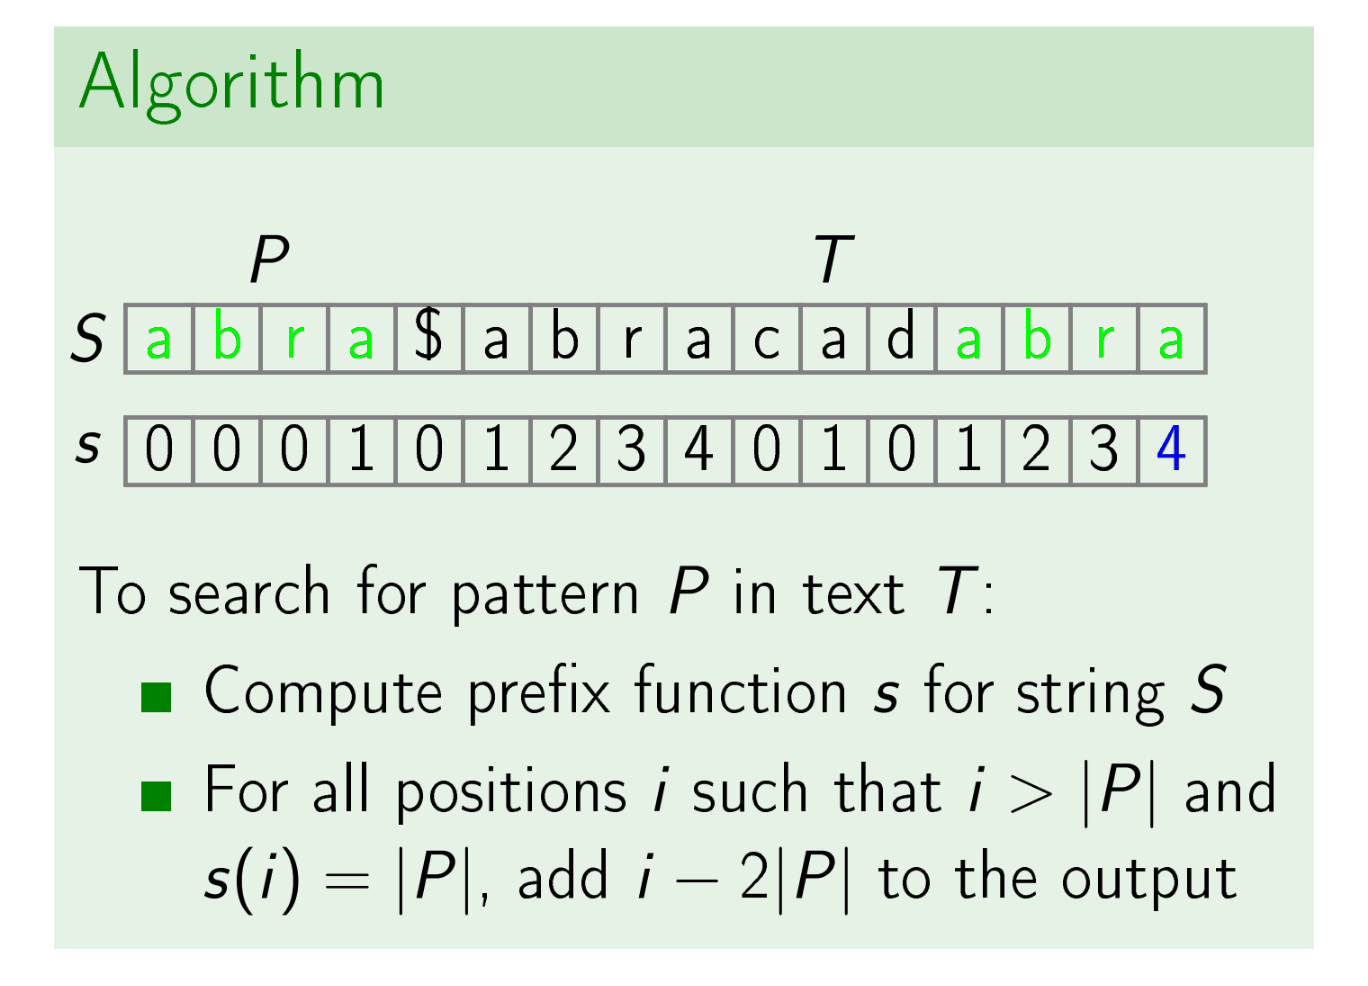 Algorithm
P T
S a b r a $ a b r a c a d a b r a
s 0 0 0 1 0 1 2 3 4 0 1 0 1 2 3 4
To search for pattern P in text T:
Compute prefix function s for string S
For all positions i such that i > |P| and
s(i) = |P|, add i − 2|P| to the output